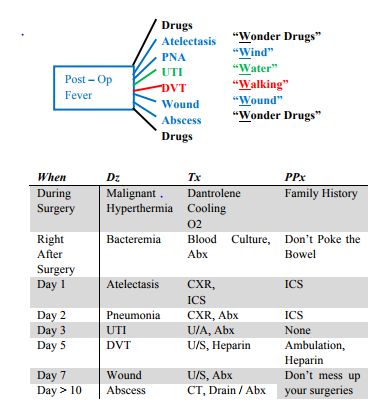 Drugs
Atelectasis
PNA
UTI
DVT
Wound
Abscess
Drugs
Post – Op
Fever
“Wonder Drugs”
“Wind”
“Water”
“Walking”
“Wound”
“Wonder Drugs”
When Dz Tx PPx
During Surgery Malignant Hyperthermia Dantrolene Cooling O2 Family History
Right After Surgery Bacteremia Blood Culture, Abx Don’t Poke the Bowel
Day 1 Atelectasis CXR, ICS ICS
Day 2 Pneumonia CXR, Abx ICS
Day 3 UTI U/A, Abx None
Day 5 DVT U/S, Heparin Ambulation, Heparin
Day 7 Wound U/S, Abx Don’t mess up
Day > 10 Abscess CT, Drain / Abx your surgeries